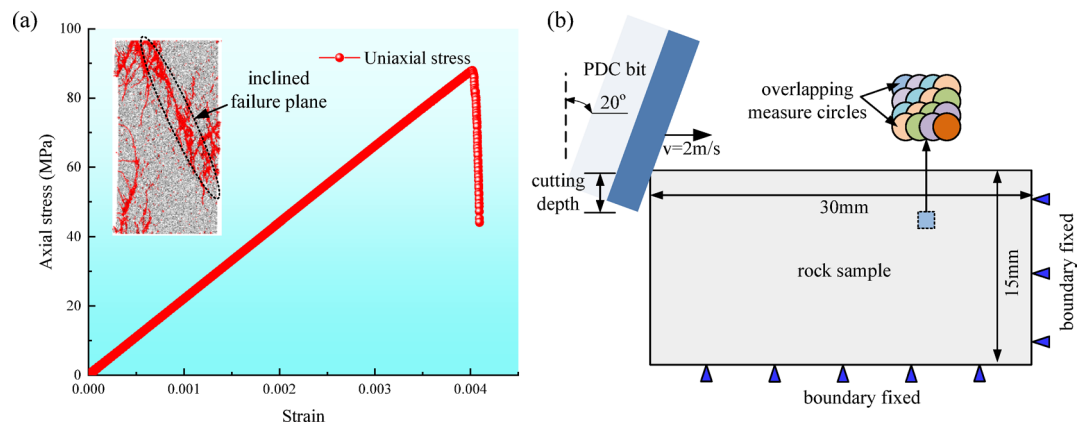 (a)
100
80
60
40
20
0
Axial stress (MPa)
0.000
0.001
0.002
0.003
0.004
Strain
inclined
failure plane
Uniaxial stress
(b)
PDC bit
20°
v=2m/s
cutting
depth
overlapping
measure circles
30mm
15mm
rock sample
boundary fixed
boundary fixed